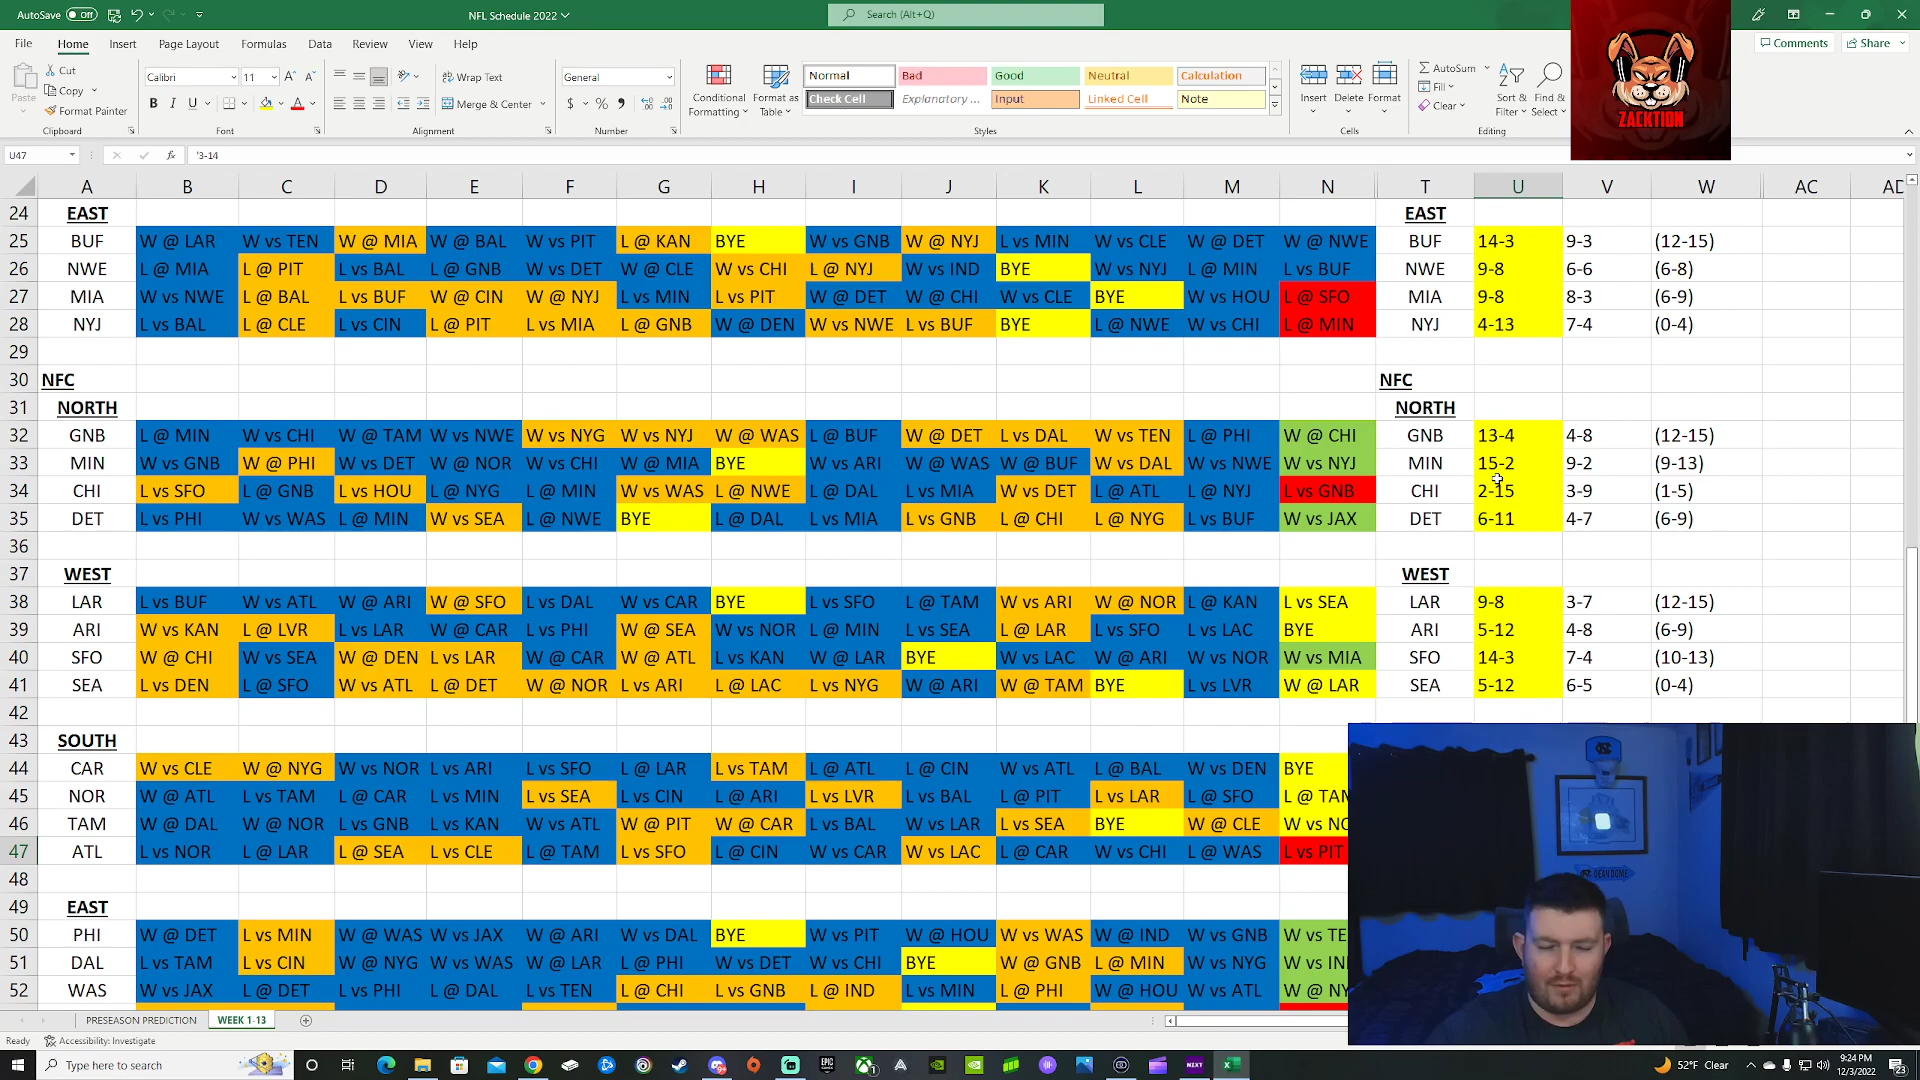 AutoSave Off NFL Schedule 2022 Search (Alt+Q)
File Home Insert Page Layout Formulas Data Review View Help Comments Share
Paste Cut Copy Format Painter Clipboard
Calibri 11 B I U Font
Wrap Text Merge & Center Alignment
General $ % Number
Conditional Formatting Format as Table
Normal Bad Good Neutral Calculation
Check Cell Explanatory ... Input Linked Cell Note
Styles
Insert Delete Format Cells
AutoSum Fill Clear Sort & Filter Find & Select Editing
ZACKTION
U47 fx '3-14
A B C D E F G H I J K L M N T U V W AC AD
24 EAST EAST
25 BUF W @ LAR W vs TEN W @ MIA W @ BAL W vs PIT L @ KAN BYE W vs GNB W @ NYJ L vs MIN W vs CLE W @ DET W @ NWE BUF 14-3 9-3 (12-15)
26 NWE L @ MIA L @ PIT L vs BAL L @ GNB W vs DET W @ CLE W vs CHI L @ NYJ W vs IND BYE W vs NYJ L @ MIN L vs BUF NWE 9-8 6-6 (6-8)
27 MIA W vs NWE L @ BAL L vs BUF W @ CIN W @ NYJ L vs MIN L vs PIT W @ DET W @ CHI W vs CLE BYE W vs HOU L @ SFO MIA 9-8 8-3 (6-9)
28 NYJ L vs BAL L @ CLE L vs CIN L @ PIT L vs MIA L @ GNB W @ DEN W vs NWE L vs BUF BYE L @ NWE W vs CHI L @ MIN NYJ 4-13 7-4 (0-4)
29
30 NFC NFC
31 NORTH NORTH
32 GNB L @ MIN W vs CHI W @ TAM W vs NWE W vs NYG W vs NYJ W @ WAS L @ BUF W @ DET L vs DAL W vs TEN L @ PHI W @ CHI GNB 13-4 4-8 (12-15)
33 MIN W vs GNB W @ PHI W vs DET W @ NOR W vs CHI W @ MIA BYE W vs ARI W @ WAS W @ BUF W vs DAL W vs NWE W vs NYJ MIN 15-2 9-2 (9-13)
34 CHI L vs SFO L @ GNB L vs HOU L @ NYG L @ MIN W vs WAS L @ NWE L @ DAL L vs MIA W vs DET L @ ATL L @ NYJ L vs GNB CHI 2-15 3-9 (1-5)
35 DET L vs PHI W vs WAS L @ MIN W vs SEA L @ NWE BYE L @ DAL L vs MIA L vs GNB L @ CHI L @ NYG L vs BUF W vs JAX DET 6-11 4-7 (6-9)
36
37 WEST WEST
38 LAR L vs BUF W vs ATL W @ ARI W @ SFO L vs DAL W vs CAR BYE L vs SFO L @ TAM W vs ARI W @ NOR L @ KAN L vs SEA LAR 9-8 3-7 (12-15)
39 ARI W vs KAN L @ LVR L vs LAR W @ CAR L vs PHI W @ SEA W vs NOR L @ MIN L vs SEA L @ LAR L vs SFO L vs LAC BYE ARI 5-12 4-8 (6-9)
40 SFO W @ CHI W vs SEA W @ DEN L vs LAR W @ CAR W @ ATL L vs KAN W @ LAR BYE W vs LAC W @ ARI W vs NOR W vs MIA SFO 14-3 7-4 (10-13)
41 SEA L vs DEN L @ SFO W vs ATL L @ DET W @ NOR L vs ARI L @ LAC L vs NYG W @ ARI W @ TAM BYE L vs LVR W @ LAR SEA 5-12 6-5 (0-4)
42
43 SOUTH
44 CAR W vs CLE W @ NYG W vs NOR L vs ARI L vs SFO L @ LAR L vs TAM L @ ATL L @ CIN W vs ATL L @ BAL W vs DEN BYE
45 NOR W @ ATL L vs TAM L @ CAR L vs MIN L vs SEA L vs CIN L @ ARI L vs LVR L vs BAL L @ PIT L vs LAR L @ SFO L @ TAM
46 TAM W @ DAL W @ NOR L vs GNB L vs KAN W vs ATL W @ PIT W @ CAR L vs BAL W vs LAR L vs SEA BYE W @ CLE W vs NO
47 ATL L vs NOR L @ LAR L @ SEA L vs CLE L @ TAM L vs SFO L @ CIN W vs CAR W vs LAC L @ CAR W vs CHI L @ WAS L vs PIT
48
49 EAST
50 PHI W @ DET L vs MIN W @ WAS W vs JAX W @ ARI W vs DAL BYE W vs PIT W @ HOU W vs WAS W @ IND W vs GNB W vs TE
51 DAL L vs TAM L vs CIN W @ NYG W vs WAS W @ LAR L @ PHI W vs DET W vs CHI BYE W @ GNB L @ MIN W vs NYG W vs IN
52 WAS W vs JAX L @ DET L vs PHI L @ DAL L vs TEN L @ CHI L vs GNB L @ IND L vs MIN L @ PHI W @ HOU W vs ATL W @ NY
PRESEASON PREDICTION WEEK 1-13
Ready Accessibility: Investigate
Type here to search 52°F Clear 9:24 PM
12/3/2022 23